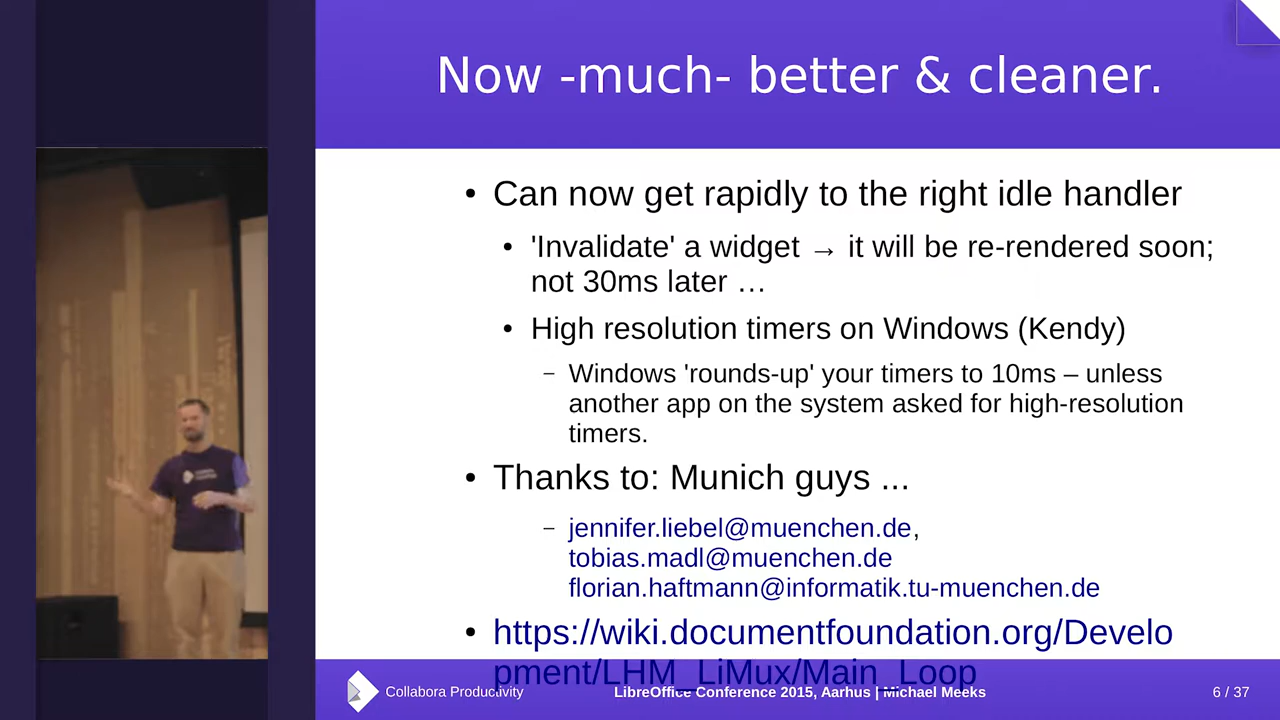 Now -much- better & cleaner.
• Can now get rapidly to the right idle handler
• 'Invalidate' a widget → it will be re-rendered soon;
not 30ms later …
• High resolution timers on Windows (Kendy)
– Windows 'rounds-up' your timers to 10ms – unless
another app on the system asked for high-resolution
timers.
• Thanks to: Munich guys ...
– jennifer.liebel@muenchen.de,
tobias.madl@muenchen.de
florian.haftmann@informatik.tu-muenchen.de
• https://wiki.documentfoundation.org/Develo
pment/LHM_LiMux/Main_Loop
Collabora Productivity
LibreOffice Conference 2015, Aarhus | Michael Meeks
6 / 37